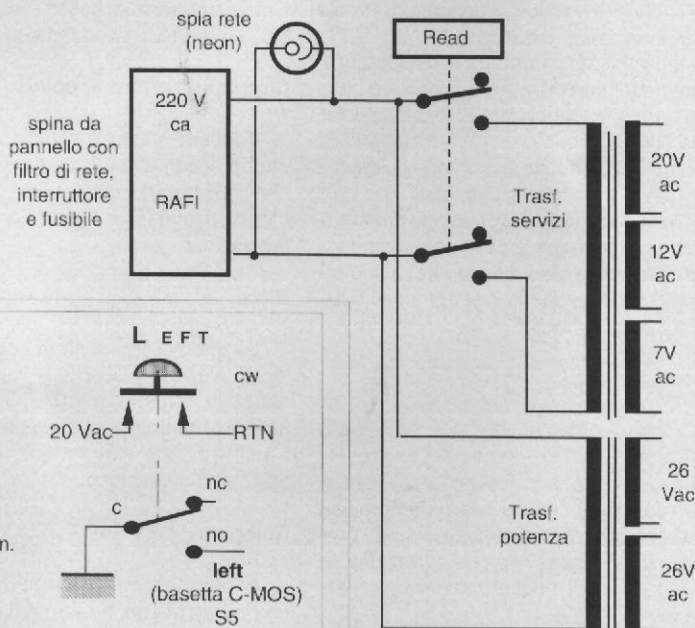 spia rete
(neon)
Read
220 V
ca
RAFI
spina da
pannello con
filtro di rete,
interruttore
e fusibile
Trasf.
servizi
20V
ac
12V
ac
7V
ac
LEFT
cw
20 Vac
RTN
nc
c
no
left
(basetta C-MOS)
S5
n.
Trasf.
potenza
26
Vac
26V
ac